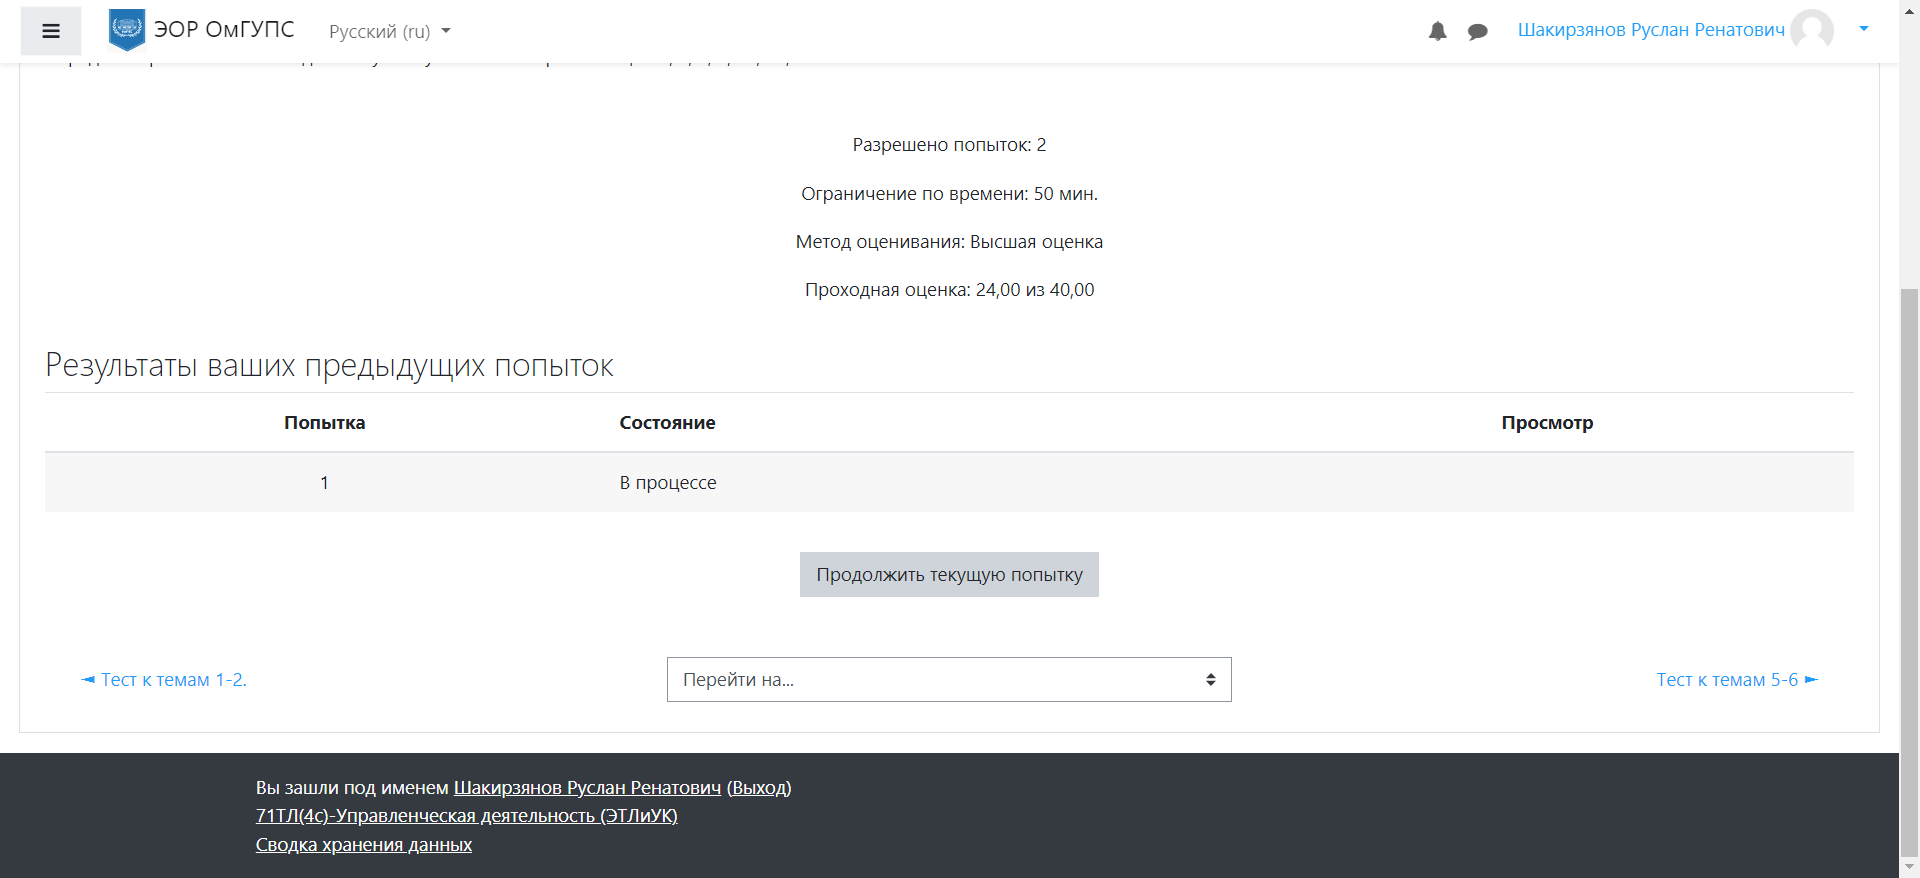 ЭОР ОмГУПС
Русский (ru)
Шакирзянов Руслан Ренатович
Разрешено попыток: 2
Ограничение по времени: 50 мин.
Метод оценивания: Высшая оценка
Проходная оценка: 24,00 из 40,00
Результаты ваших предыдущих попыток
Попытка Состояние Просмотр
1 В процессе
Продолжить текущую попытку
◄ Тест к темам 1-2.
Перейти на...
Тест к темам 5-6 ►
Вы зашли под именем Шакирзянов Руслан Ренатович (Выход)
71ТЛ(4с)-Управленческая деятельность (ЭТЛиУК)
Сводка хранения данных